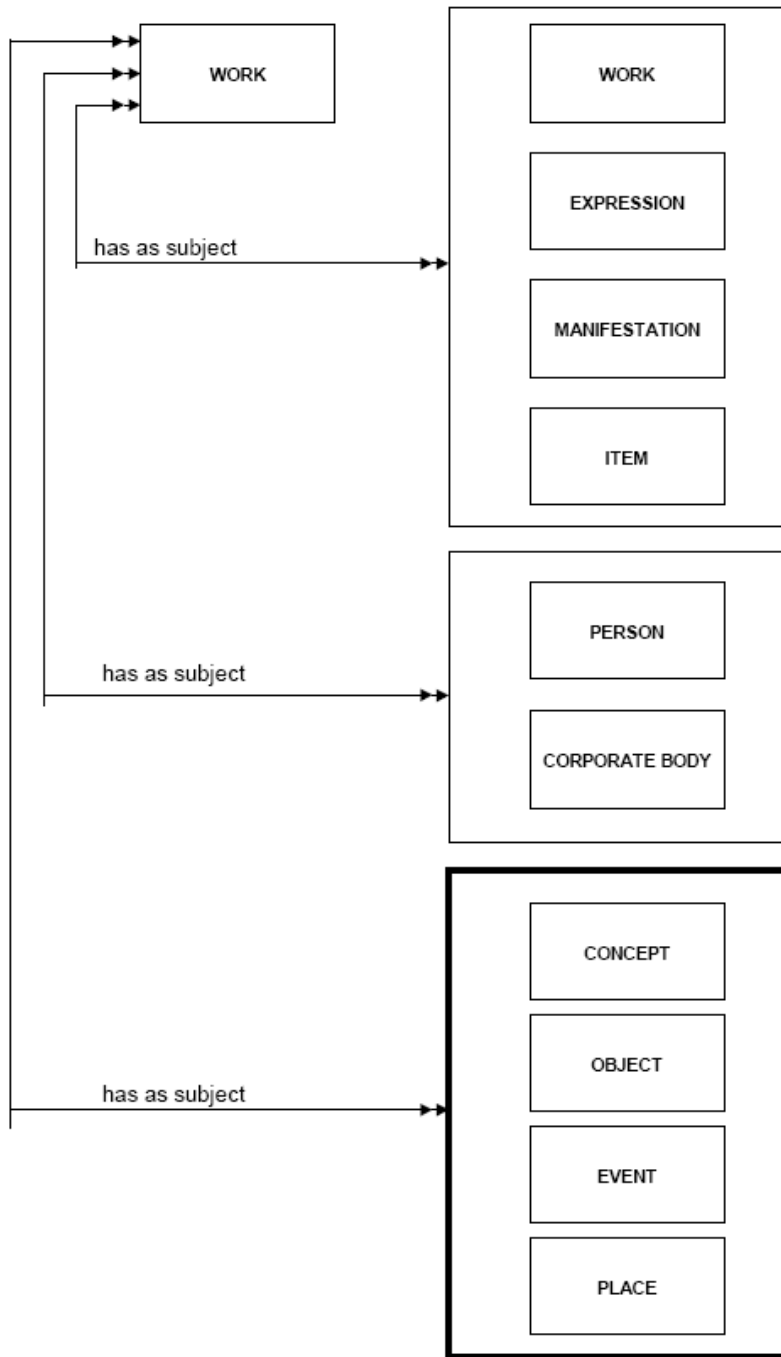 WORK
WORK
EXPRESSION
has as subject
MANIFESTATION
ITEM
PERSON
has as subject
CORPORATE BODY
CONCEPT
OBJECT
has as subject
EVENT
PLACE